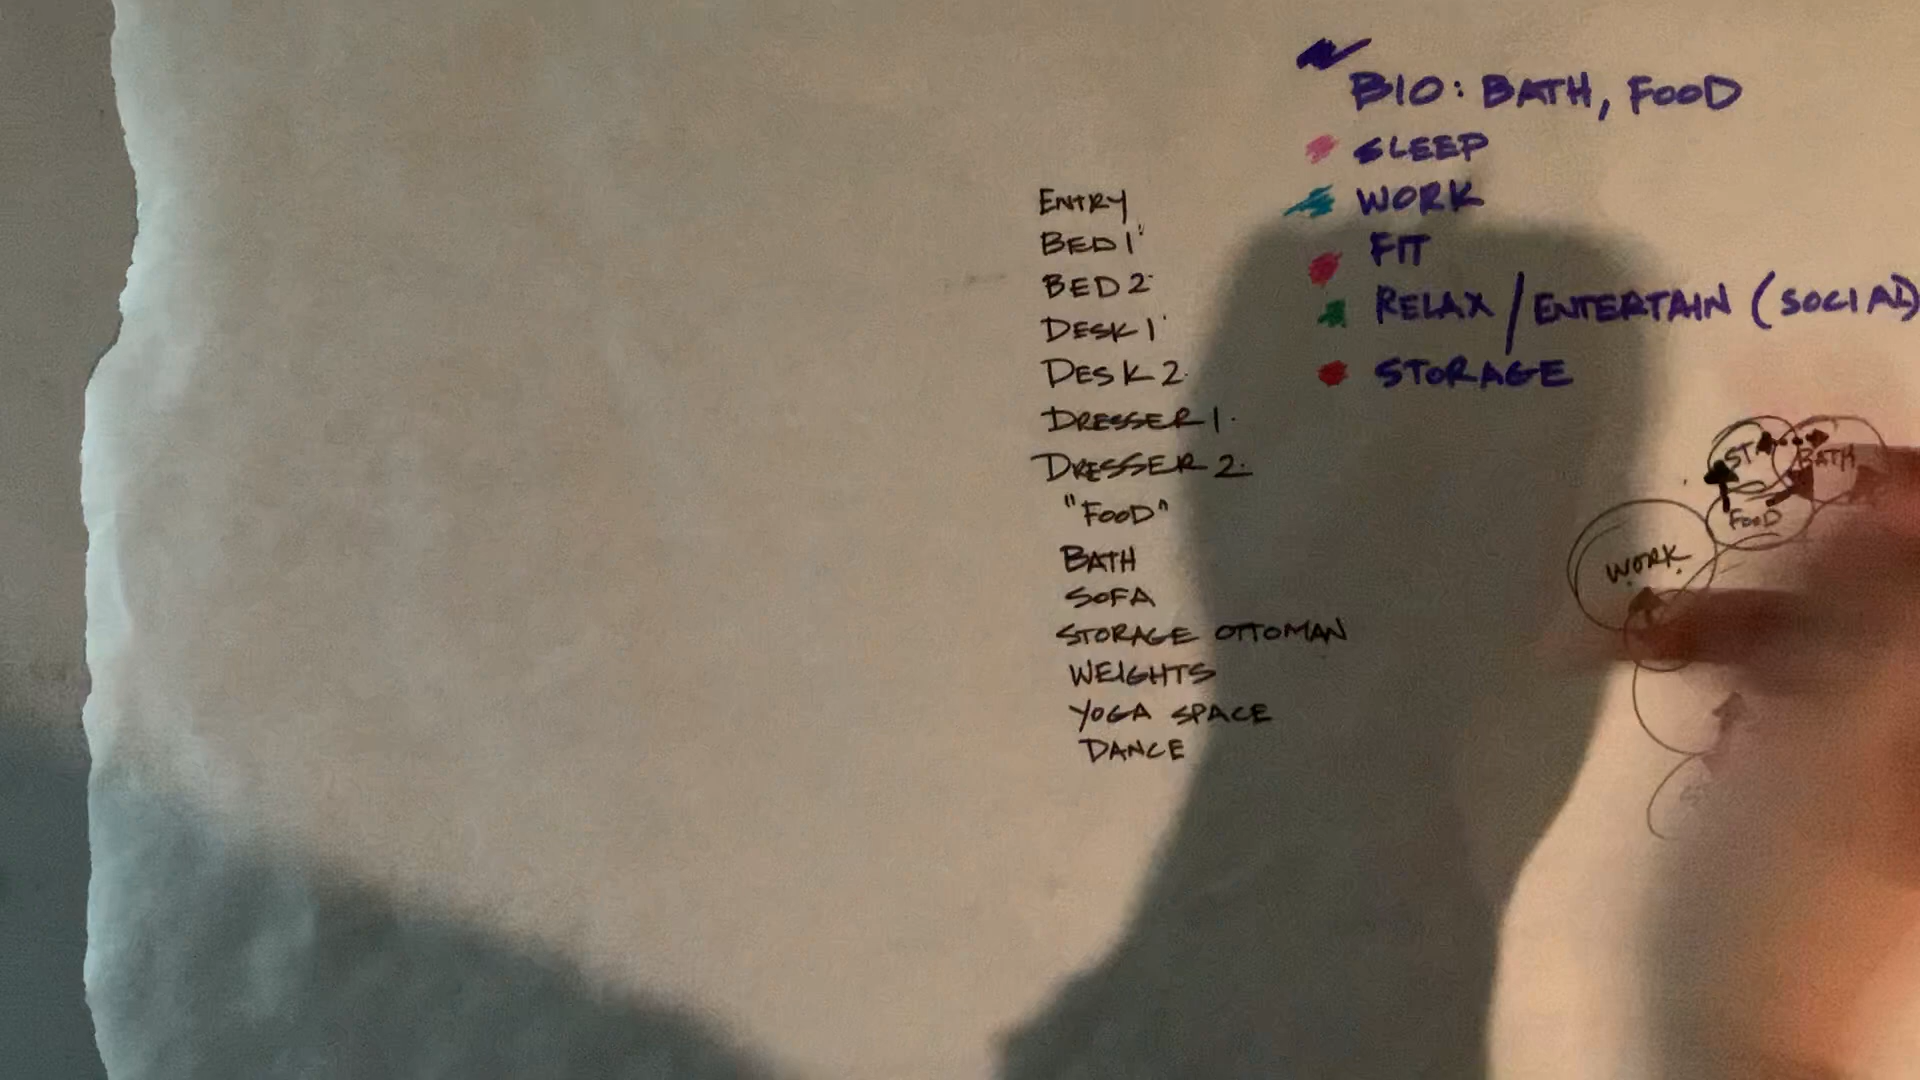 BIO: BATH, FOOD
SLEEP
WORK
FIT
RELAX / ENTERTAIN (SOCIAL)
STORAGE
ENTRY
BED 1
BED 2
DESK 1
DESK 2
DRESSER 1
DRESSER 2
"FOOD"
BATH
SOFA
STORAGE OTTOMAN
WEIGHTS
YOGA SPACE
DANCE
ST
BATH
FOOD
WORK